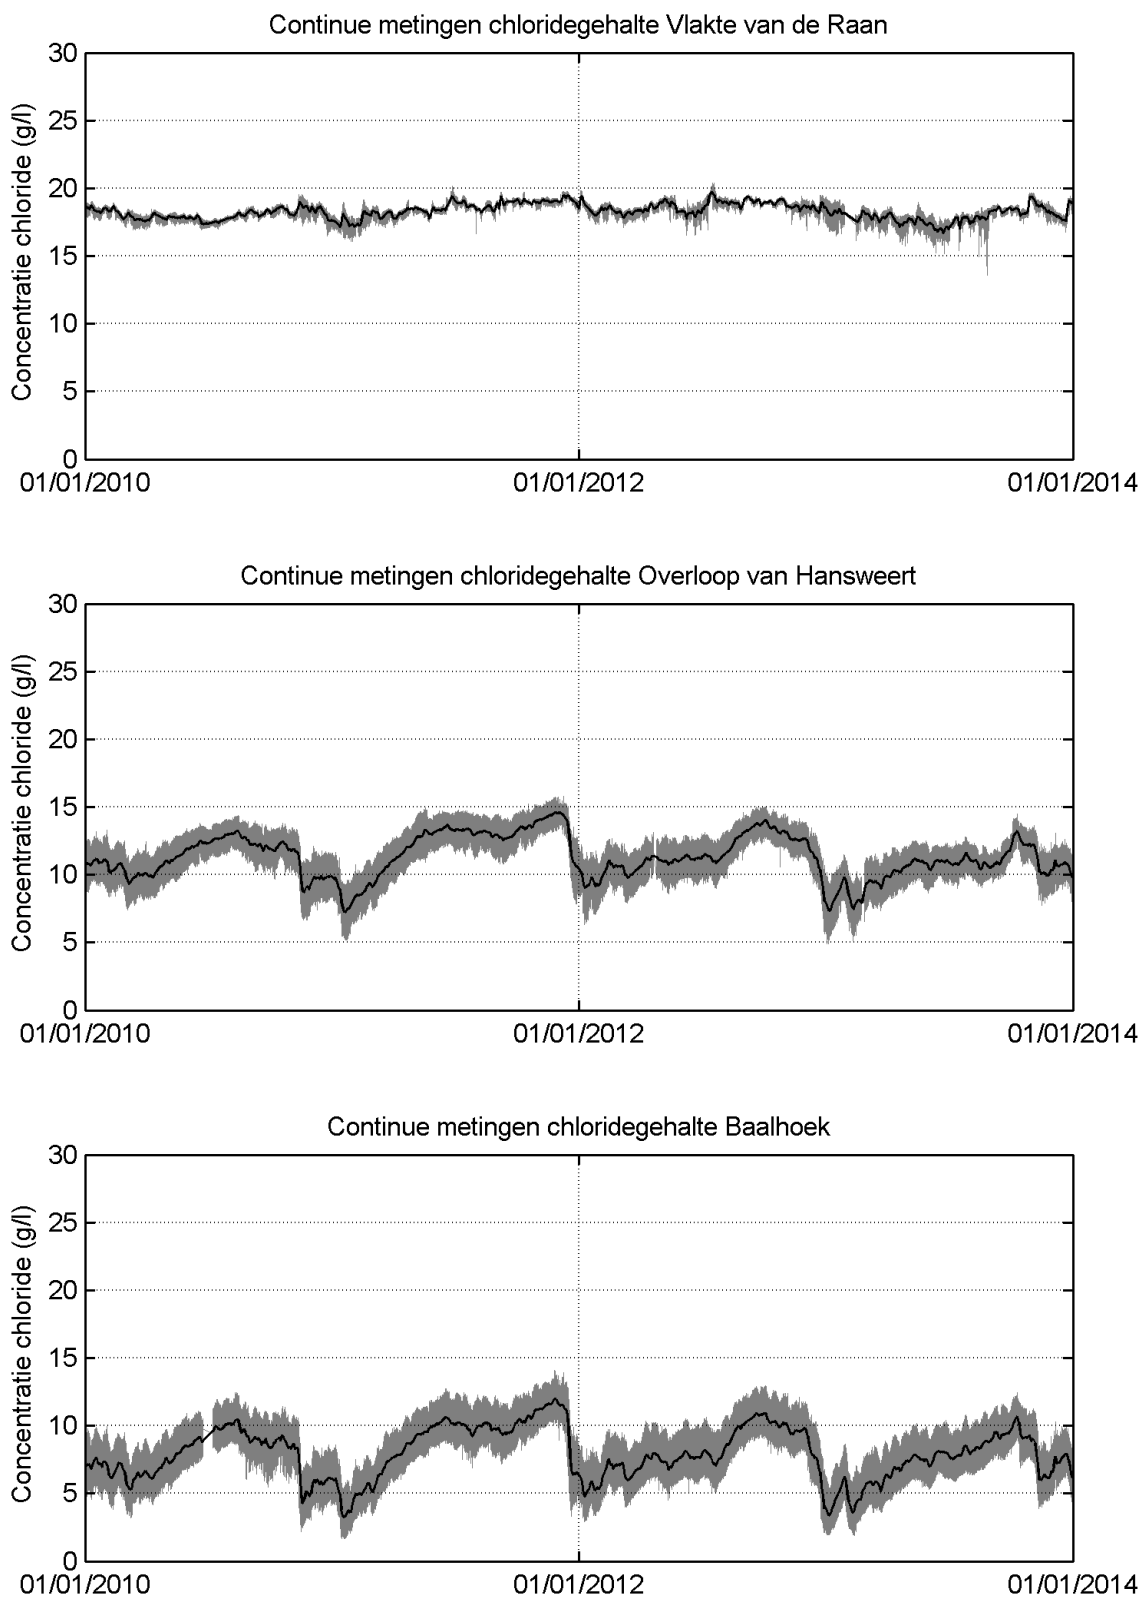 Continue metingen chloridegehalte Vlakte van de Raan
Concentratie chloride (g/l)
30
25
20
15
10
5
0
01/01/2010 01/01/2012 01/01/2014
Continue metingen chloridegehalte Overloop van Hansweert
Concentratie chloride (g/l)
30
25
20
15
10
5
0
01/01/2010 01/01/2012 01/01/2014
Continue metingen chloridegehalte Baalhoek
Concentratie chloride (g/l)
30
25
20
15
10
5
0
01/01/2010 01/01/2012 01/01/2014